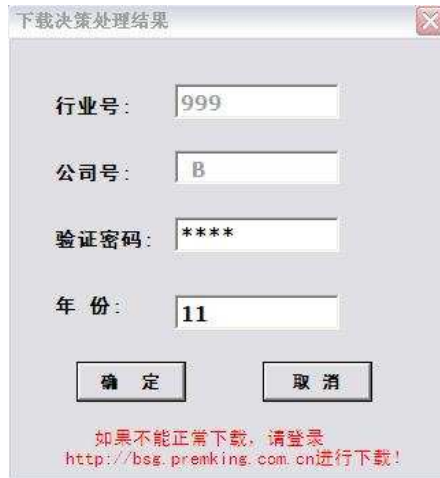 下载决策处理结果
行业号: 999
公司号: B
验证密码: ****
年 份: 11
确 定 取 消
如果不能正常下载, 请登录
http://bsg.premking.com.cn进行下载!